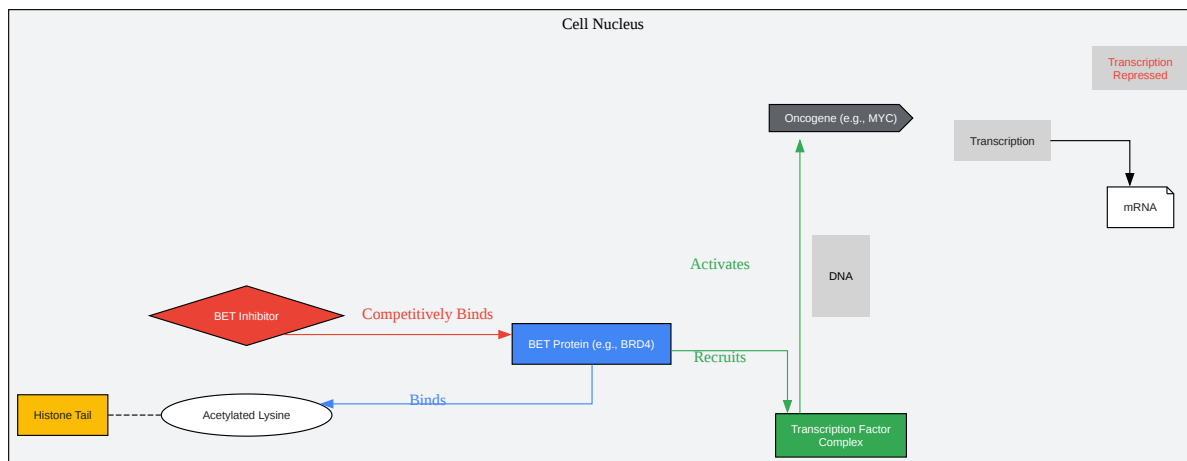 Cell Nucleus
Transcription
Repressed
Oncogene (e.g., MYC)
Transcription
mRNA
Activates
DNA
BET Inhibitor
Competitively Binds
BET Protein (e.g., BRD4)
Recruits
Histone Tail
Acetylated Lysine
Binds
Transcription Factor
Complex